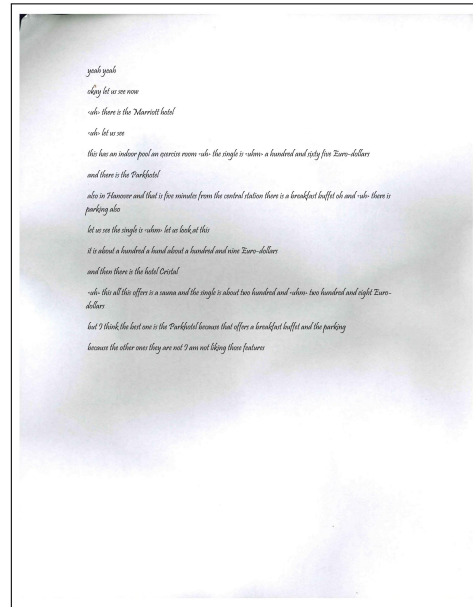 yeah yeah
okay let us see now
<uh> there is the Marriott hotel
<uh> let us see
this has an indoor pool an exercise room <uh> the single is <uhm> a hundred and sixty five Euro-dollars
and there is the Parkhotel
also in Hanover and that is five minutes from the central station there is a breakfast buffet oh and <uh> there is
parking also
let us see the single is <uhm> let us look at this
it is about a hundred a hund about a hundred and nine Euro-dollars
and then there is the hotel Cristal
<uh> this all this offers is a sauna and the single is about two hundred and <uhm> two hundred and eight Euro-
dollars
but I think the best one is the Parkhotel because that offers a breakfast buffet and the parking
because the other ones they are not I am not liking those features